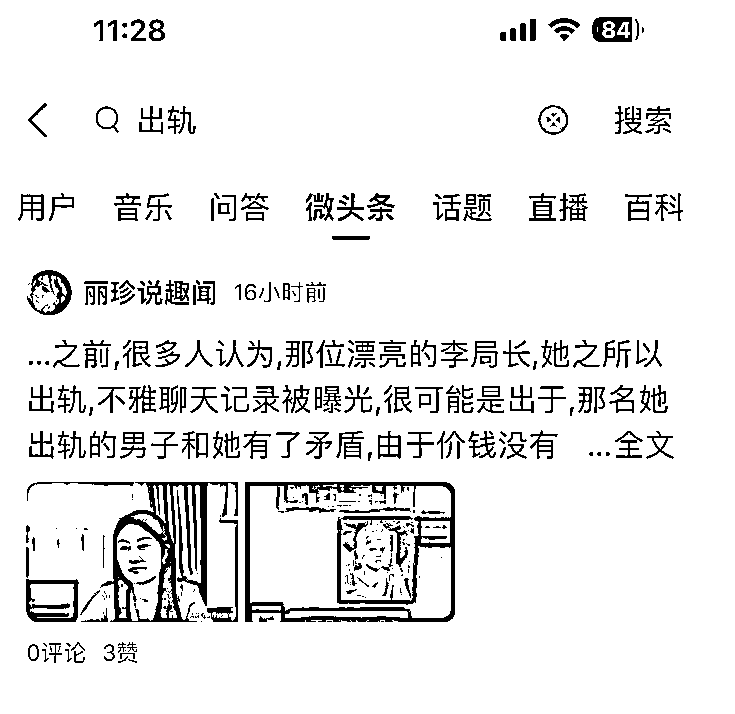 11:28
84
出轨
搜索
用户 音乐 问答 微头条 话题 直播 百科
丽珍说趣闻 16小时前
...之前,很多人认为,那位漂亮的李局长,她之所以
出轨,不雅聊天记录被曝光,很可能是出于,那名她
出轨的男子和她有了矛盾,由于价钱没有 ...全文
0评论 3赞